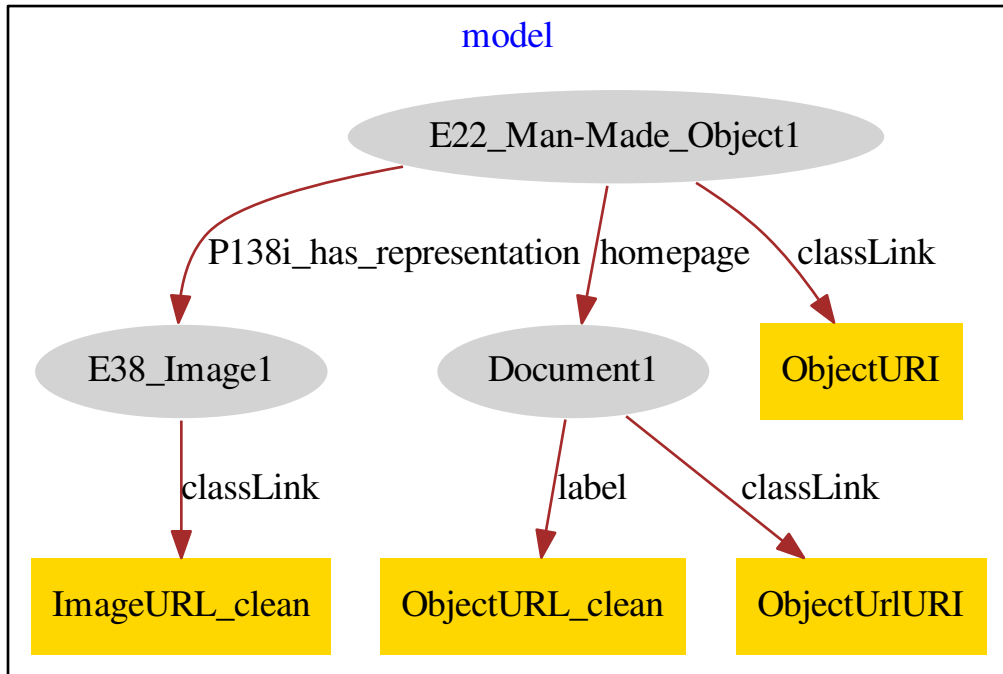 model
E22_Man-Made_Object1
P138i_has_representation
homepage
classLink
E38_Image1
Document1
ObjectURI
classLink
label
classLink
ImageURL_clean
ObjectURL_clean
ObjectUrlURI